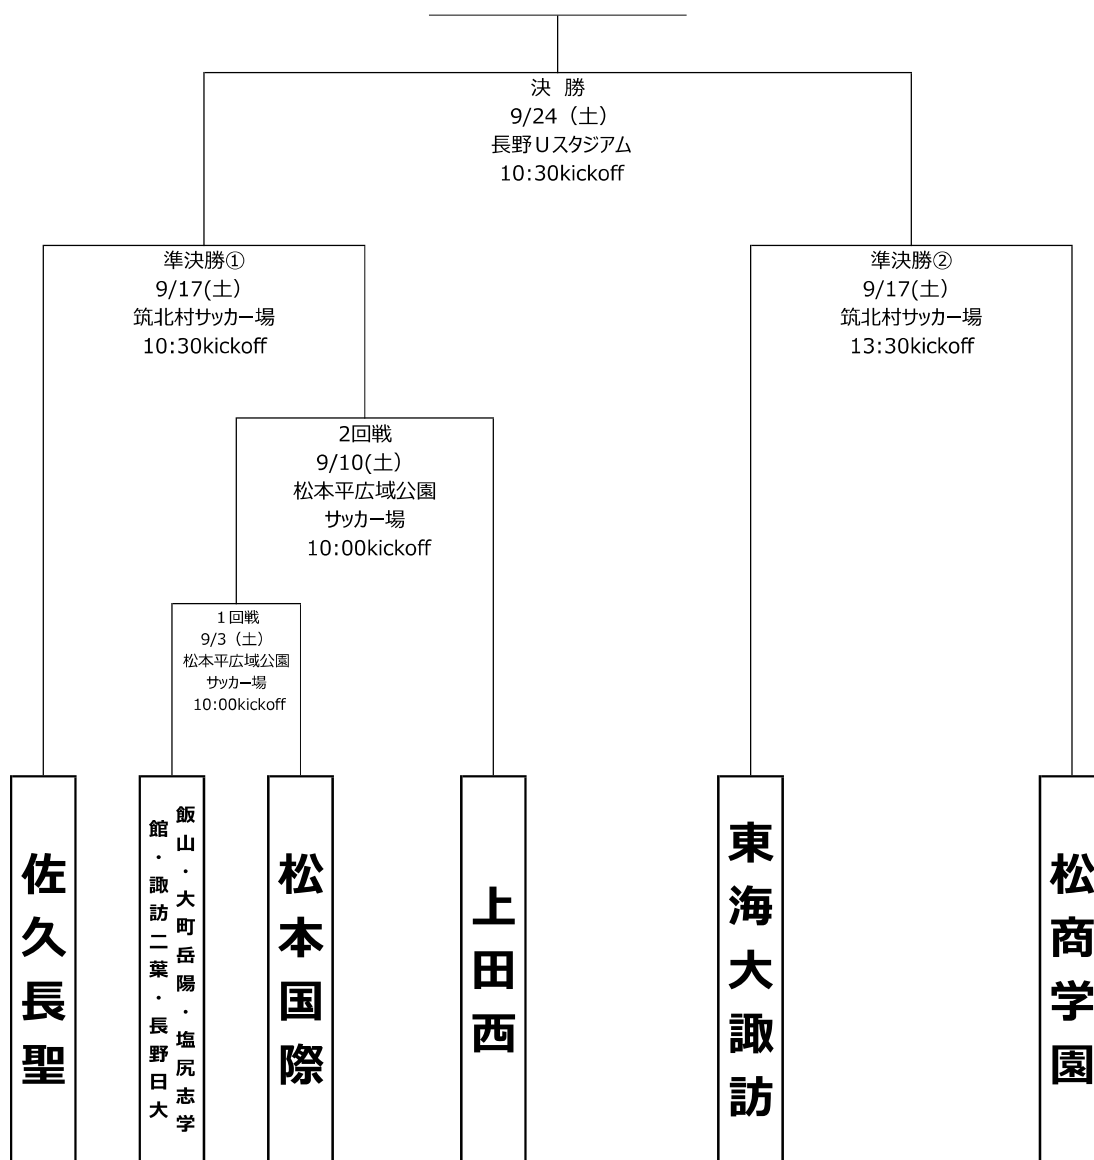 決 勝
9/24（土）
長野Uスタジアム
10:30kickoff
準決勝①
9/17(土）
筑北村サッカー場
10:30kickoff
準決勝②
9/17(土）
筑北村サッカー場
13:30kickoff
2回戦
9/10(土）
松本平広域公園
サッカー場
10:00kickoff
1回戦
9/3（土）
松本平広域公園
サッカー場
10:00kickoff
佐久長聖
飯山・大町岳陽・塩尻志学
館・諏訪二葉・長野日大
松本国際
上田西
東海大諏訪
松商学園